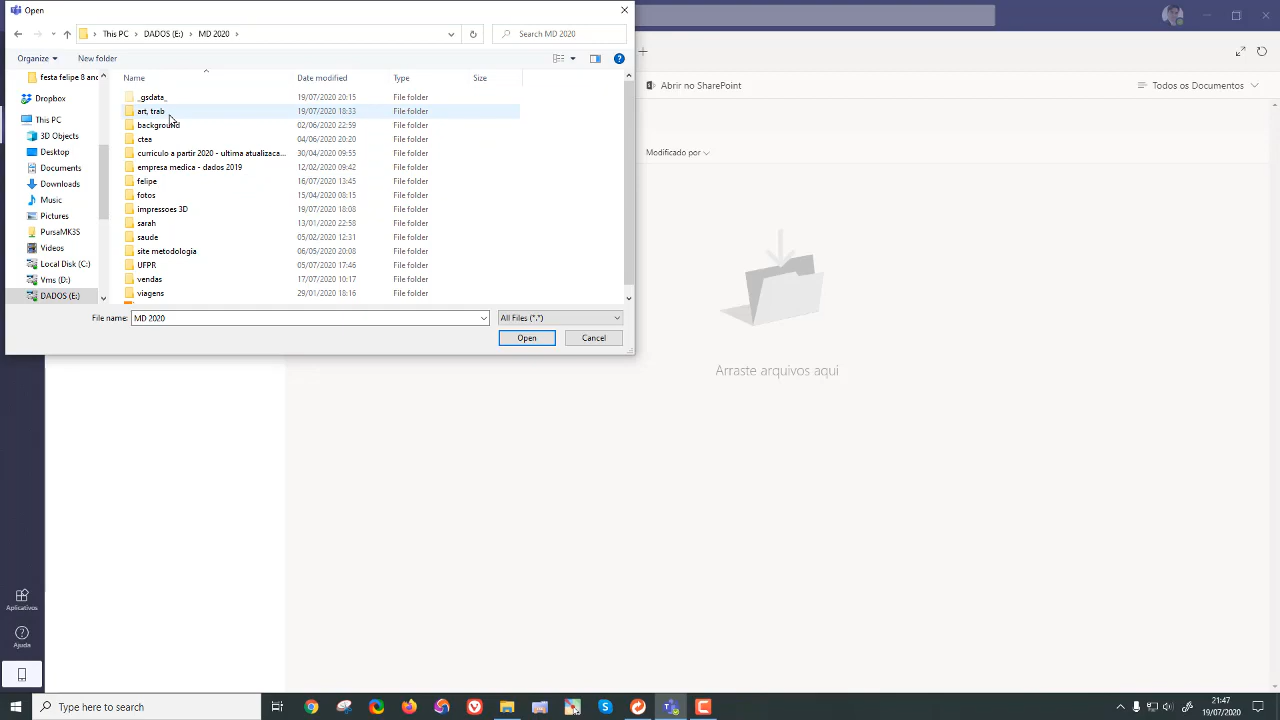 Open
This PC > DADOS (E:) > MD 2020 >
Search MD 2020
Organize
New folder
Name
Date modified
Type
Size
festa felipe 8 anc
Dropbox
This PC
3D Objects
Desktop
Documents
Downloads
Music
Pictures
PursaMK3S
Videos
Local Disk (C:)
Vms (D:)
DADOS (E:)
_gsdata_ 19/07/2020 20:15 File folder
art, trab 19/07/2020 18:33 File folder
background 02/06/2020 22:59 File folder
ctea 04/06/2020 20:20 File folder
curriculo a partir 2020 - ultima atualizaca... 30/04/2020 09:55 File folder
empresa medica - dados 2019 12/02/2020 09:42 File folder
felipe 16/07/2020 13:45 File folder
fotos 15/04/2020 08:15 File folder
impressoes 3D 19/07/2020 18:08 File folder
sarah 13/01/2020 22:58 File folder
saude 05/02/2020 12:31 File folder
site metodologia 06/05/2020 20:08 File folder
UFPR 05/07/2020 17:46 File folder
vendas 17/07/2020 10:17 File folder
viagens 29/01/2020 18:16 File folder
File name: MD 2020
All Files (*.*)
Open
Cancel
Abrir no SharePoint
Todos os Documentos
Modificado por
Arraste arquivos aqui
Aplicativos
Ajuda
Type here to search
21:47
19/07/2020